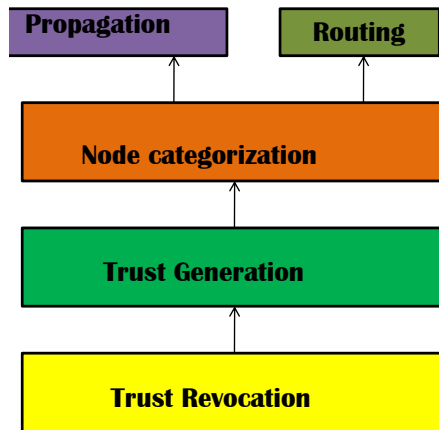 Propagation
Routing
Node categorization
Trust Generation
Trust Revocation